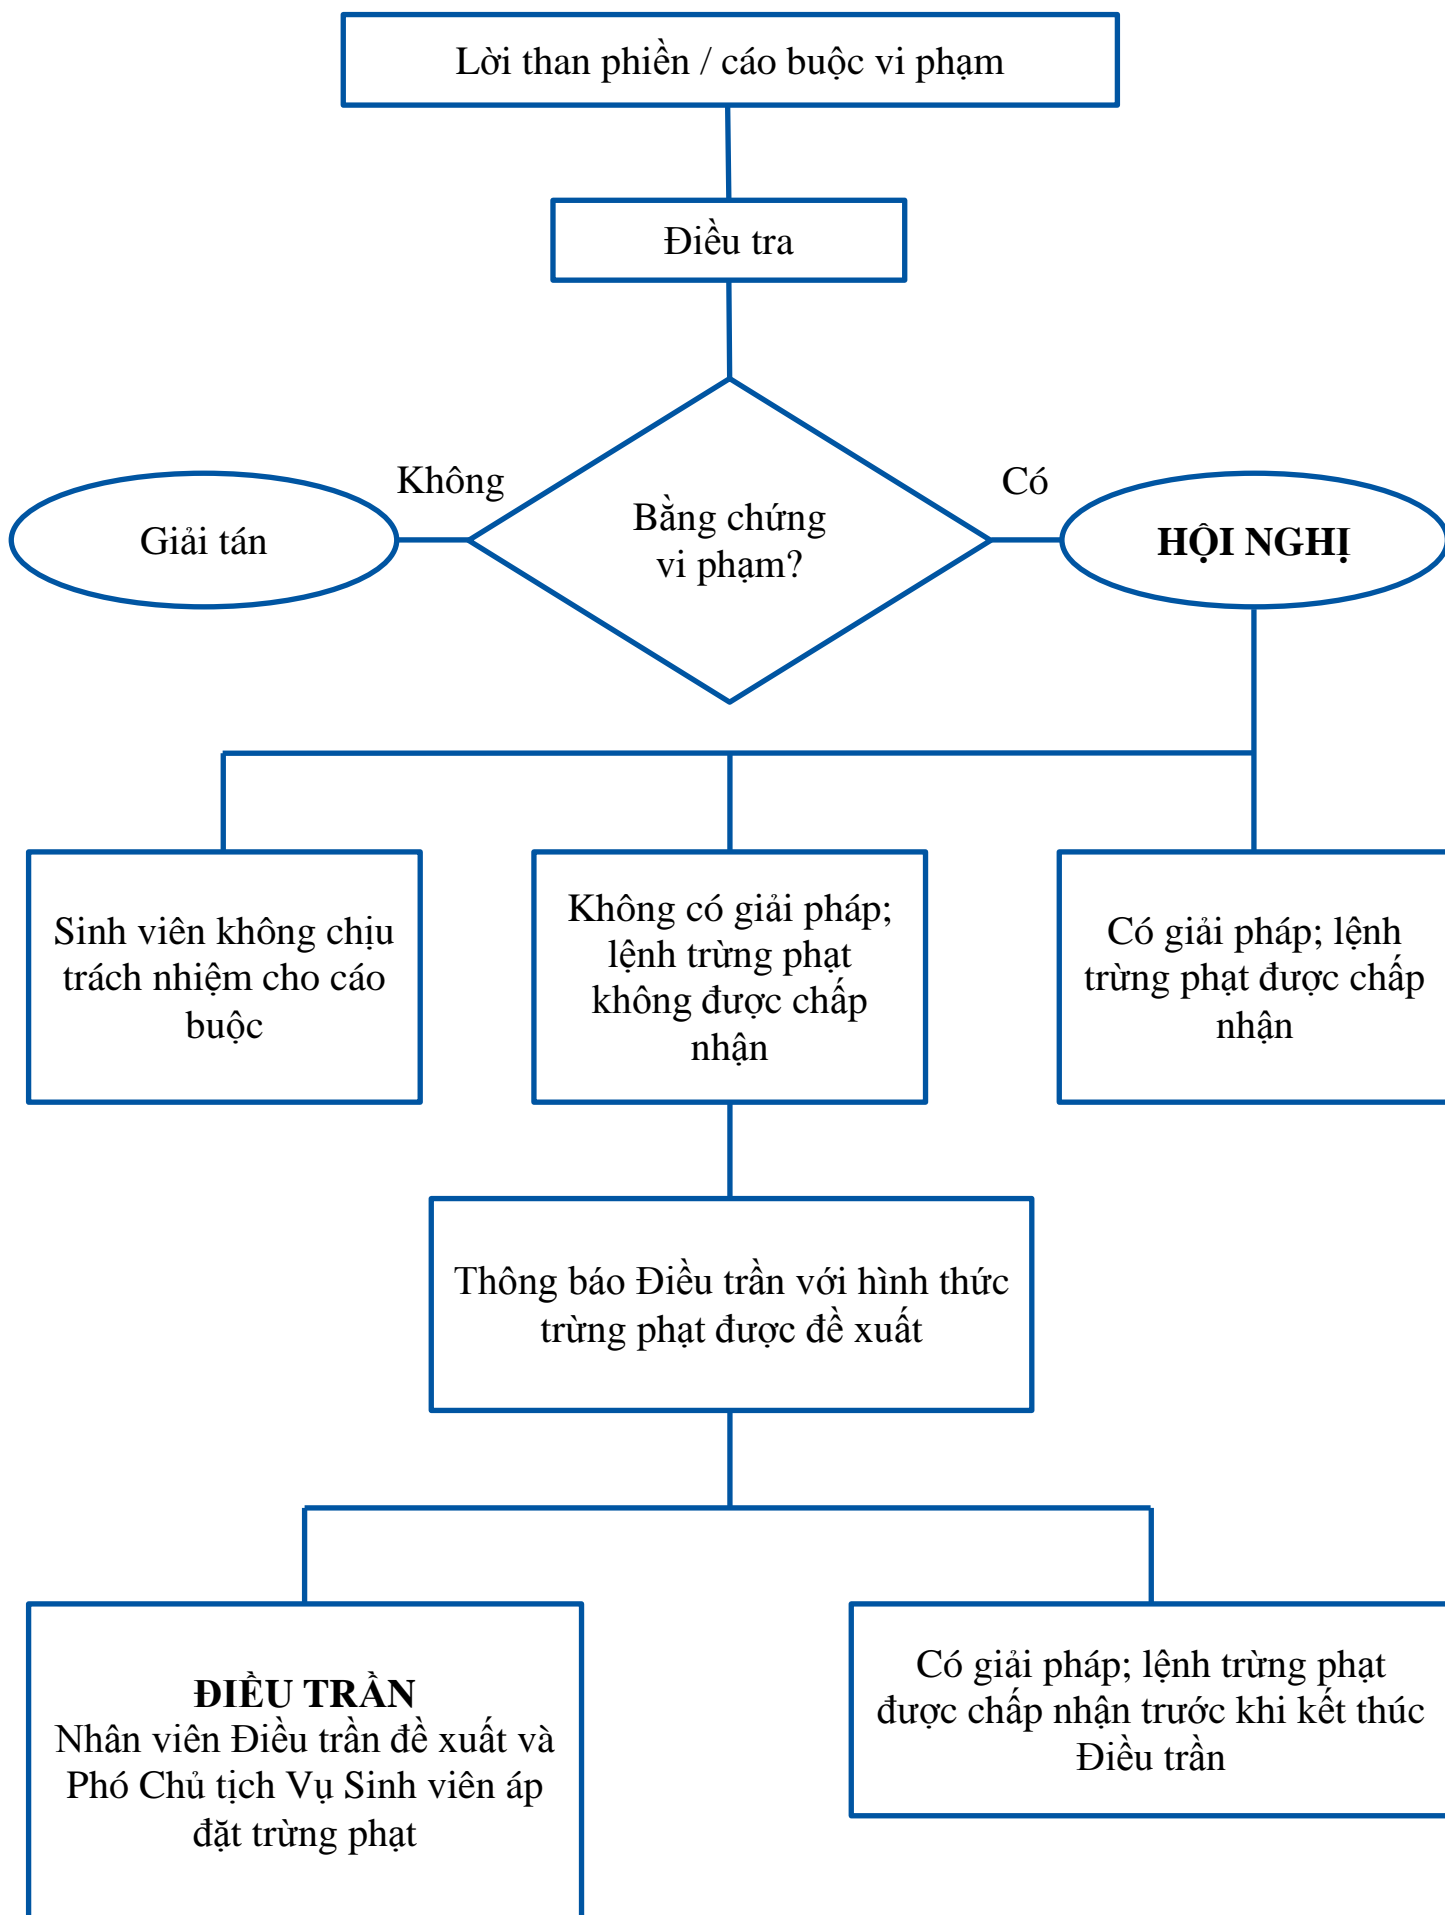 Lời than phiền / cáo buộc vi phạm
Điều tra
Không
Có
Giải tán
Bằng chứng
vi phạm?
HỘI NGHỊ
Sinh viên không chịu
trách nhiệm cho cáo
buộc
Không có giải pháp;
lệnh trừng phạt
không được chấp
nhận
Có giải pháp; lệnh
trừng phạt được chấp
nhận
Thông báo Điều trần với hình thức
trừng phạt được đề xuất
ĐIỀU TRẦN
Nhân viên Điều trần đề xuất và
Phó Chủ tịch Vụ Sinh viên áp
đặt trừng phạt
Có giải pháp; lệnh trừng phạt
được chấp nhận trước khi kết thúc
Điều trần